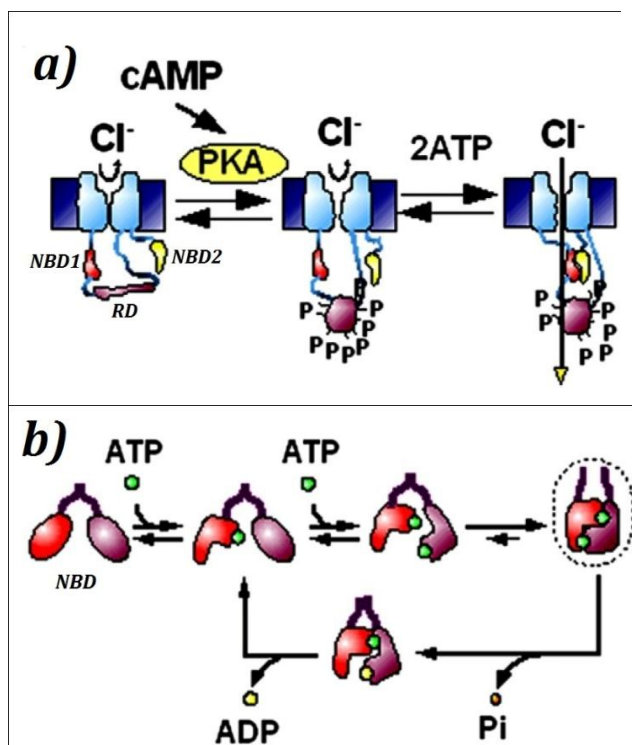 a)
cAMP
Cl-
PKA
Cl-
2ATP
Cl-
NBD1
NBD2
RD
P
P P
P P
P P P P
P
P
P
P
P P
b)
ATP
ATP
NBD
ADP
Pi